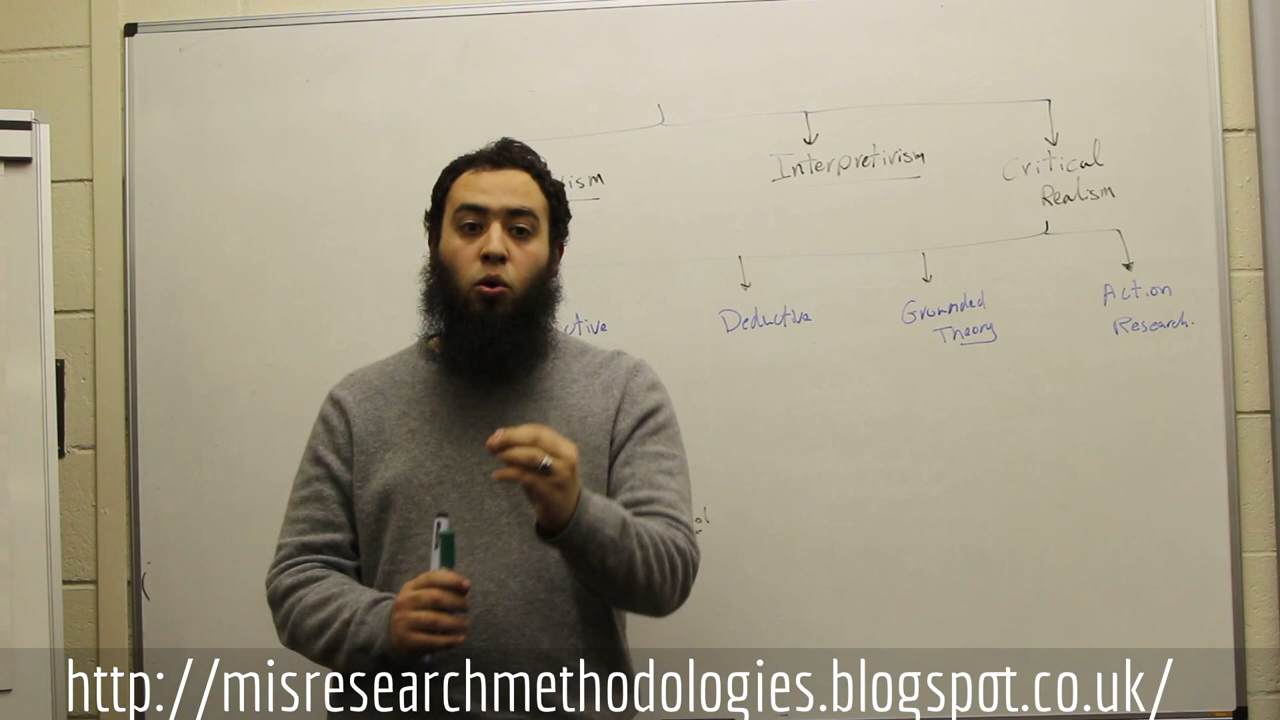 Interpretivism
Critical
Realism
Deductive
Grounded
Theory
Action
Research.
http://misresearchmethodologies.blogspot.co.uk/